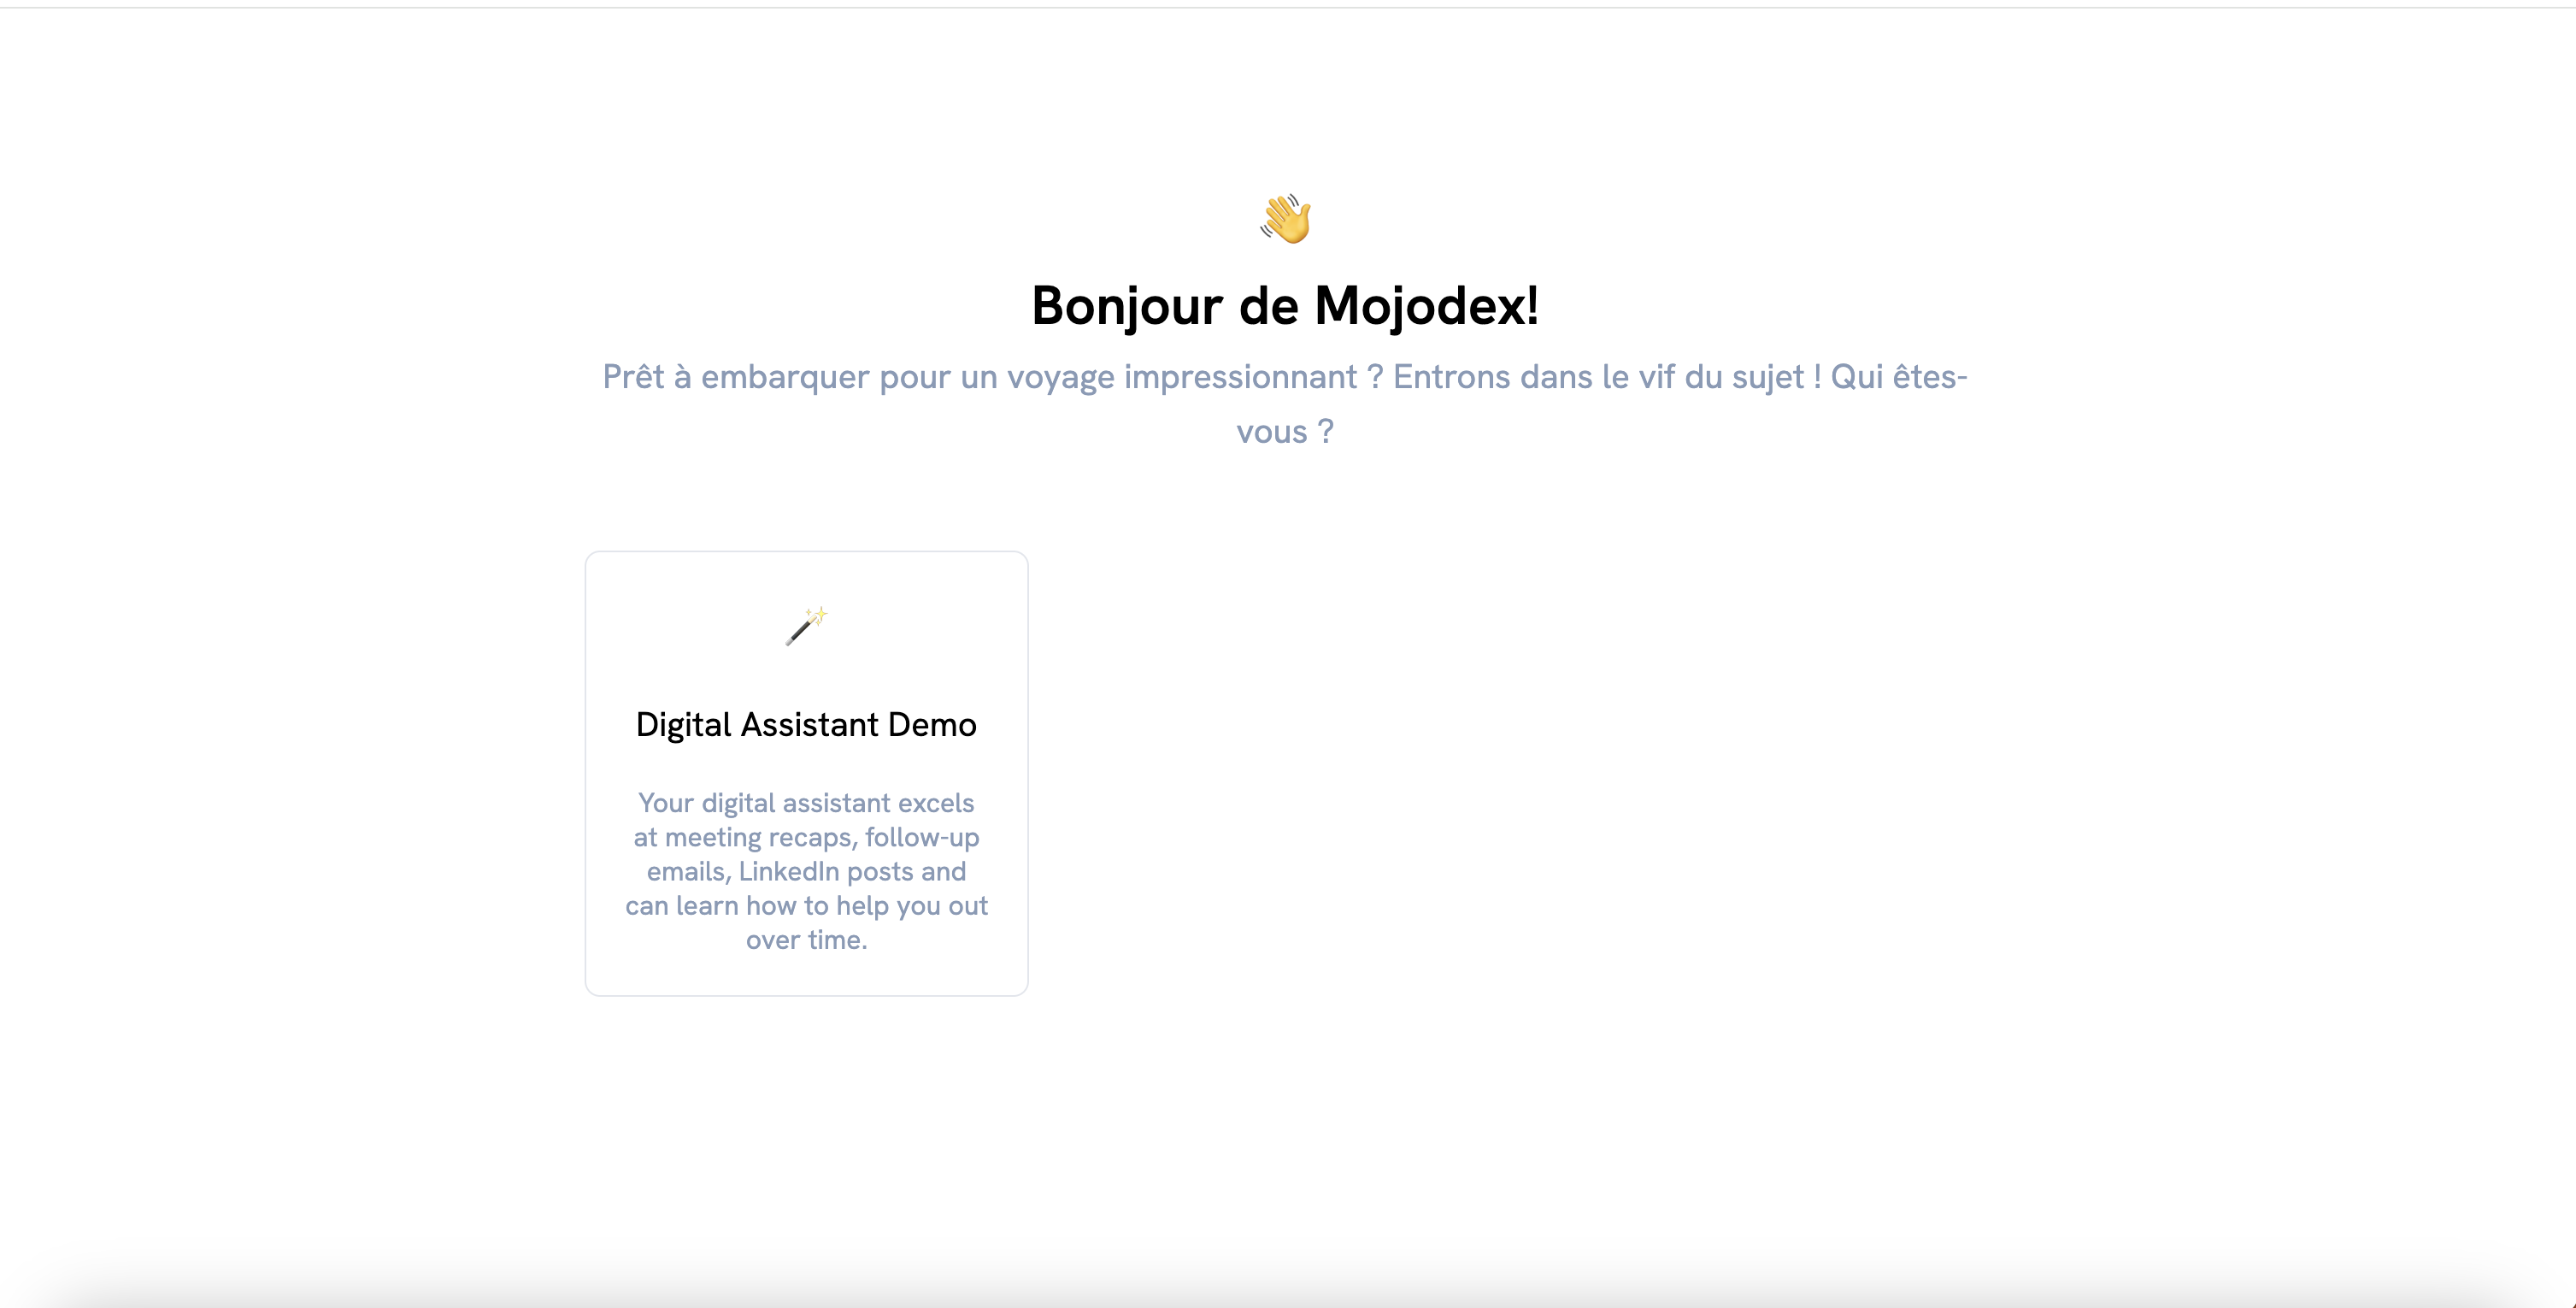 Bonjour de Mojodex!
Prêt à embarquer pour un voyage impressionnant ? Entrons dans le vif du sujet ! Qui êtes-
vous ?
Digital Assistant Demo
Your digital assistant excels
at meeting recaps, follow-up
emails, LinkedIn posts and
can learn how to help you out
over time.